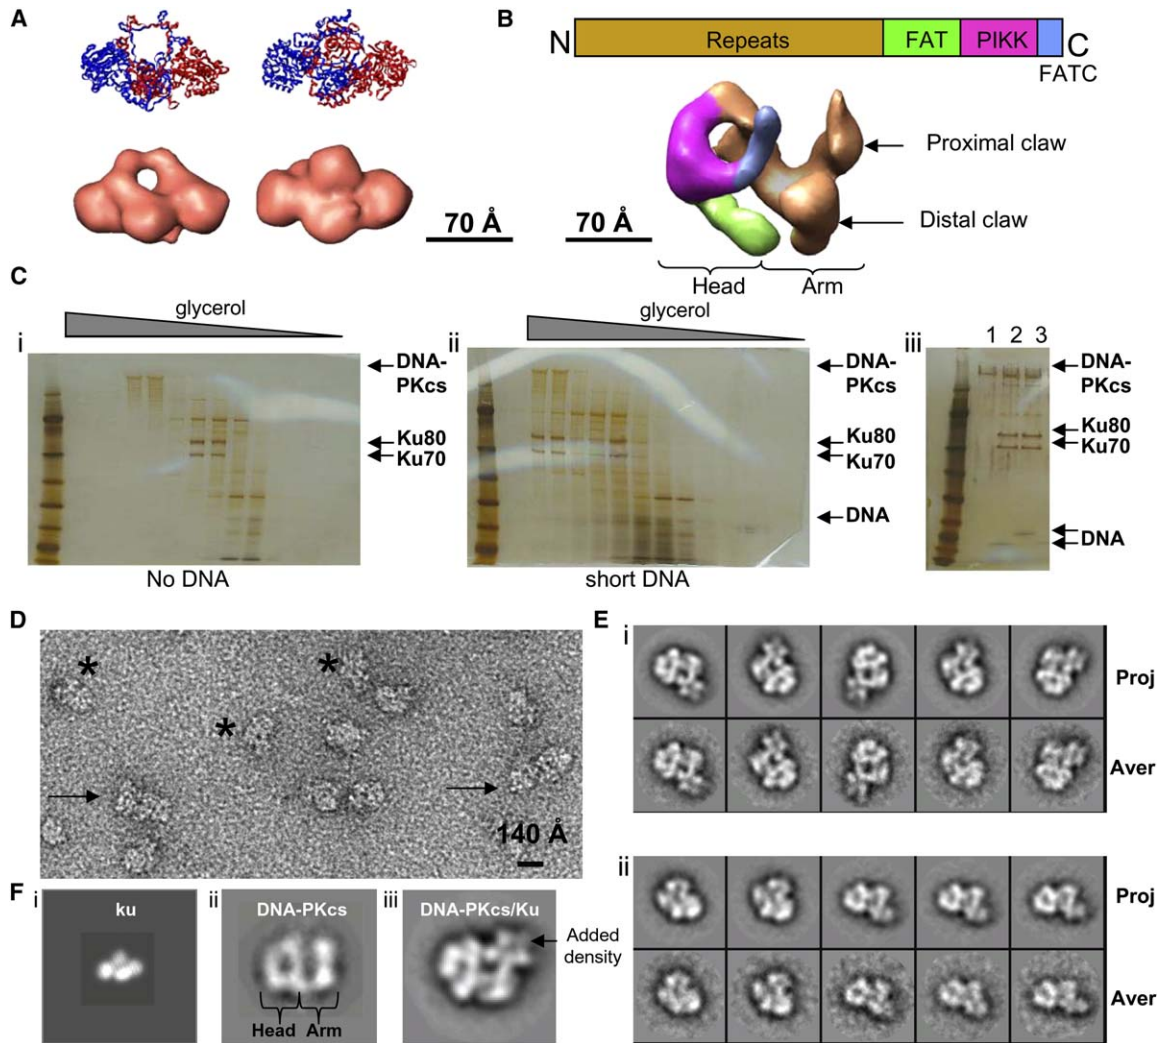 A
70 Å
B
N Repeats FAT PIKK C
FATC
Proximal claw
Distal claw
70 Å
Head Arm
C
i
glycerol
DNA-
PKcs
Ku80
Ku70
No DNA
ii
glycerol
DNA-
PKcs
Ku80
Ku70
DNA
short DNA
iii
1 2 3
DNA-
PKcs
Ku80
Ku70
DNA
D
* *
*
140 Å
E
i
Proj
Aver
ii
Proj
Aver
F
i
ku
ii
DNA-PKcs
Head Arm
iii
DNA-PKcs/Ku
Added
density